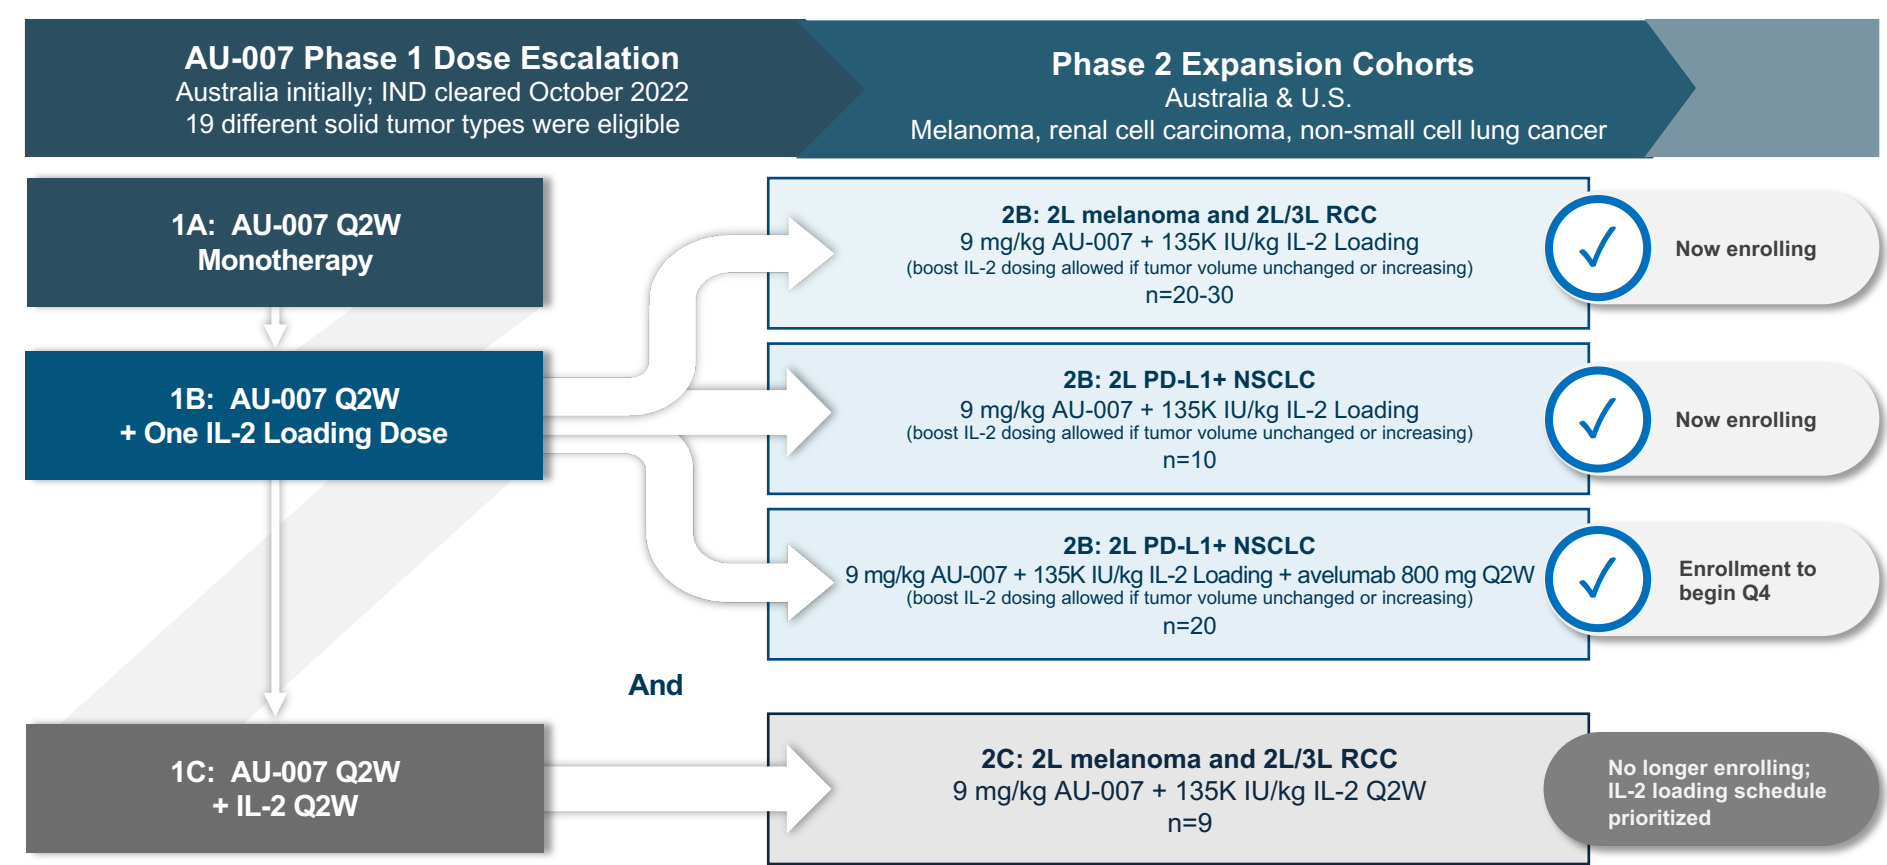 AU-007 Phase 1 Dose Escalation
Australia initially; IND cleared October 2022
19 different solid tumor types were eligible
Phase 2 Expansion Cohorts
Australia & U.S.
Melanoma, renal cell carcinoma, non-small cell lung cancer
1A: AU-007 Q2W
Monotherapy
2B: 2L melanoma and 2L/3L RCC
9 mg/kg AU-007 + 135K IU/kg IL-2 Loading
(boost IL-2 dosing allowed if tumor volume unchanged or increasing)
n=20-30
Now enrolling
1B: AU-007 Q2W
+ One IL-2 Loading Dose
2B: 2L PD-L1+ NSCLC
9 mg/kg AU-007 + 135K IU/kg IL-2 Loading
(boost IL-2 dosing allowed if tumor volume unchanged or increasing)
n=10
Now enrolling
2B: 2L PD-L1+ NSCLC
9 mg/kg AU-007 + 135K IU/kg IL-2 Loading + avelumab 800 mg Q2W
(boost IL-2 dosing allowed if tumor volume unchanged or increasing)
n=20
Enrollment to
begin Q4
And
1C: AU-007 Q2W
+ IL-2 Q2W
2C: 2L melanoma and 2L/3L RCC
9 mg/kg AU-007 + 135K IU/kg IL-2 Q2W
n=9
No longer enrolling;
IL-2 loading schedule
prioritized